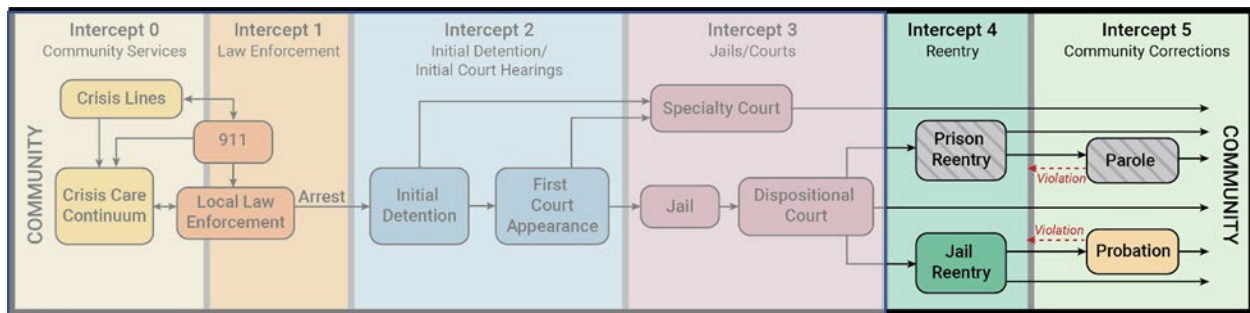 Intercept 0
Community Services
Intercept 1
Law Enforcement
Intercept 2
Initial Detention/
Initial Court Hearings
Intercept 3
Jails/Courts
Intercept 4
Reentry
Intercept 5
Community Corrections
COMMUNITY
Crisis Lines
911
Crisis Care
Continuum
Local Law
Enforcement
Arrest
Initial
Detention
First
Court
Appearance
Specialty Court
Jail
Dispositional
Court
Prison
Reentry
Parole
Violation
Jail
Reentry
Violation
Probation
COMMUNITY